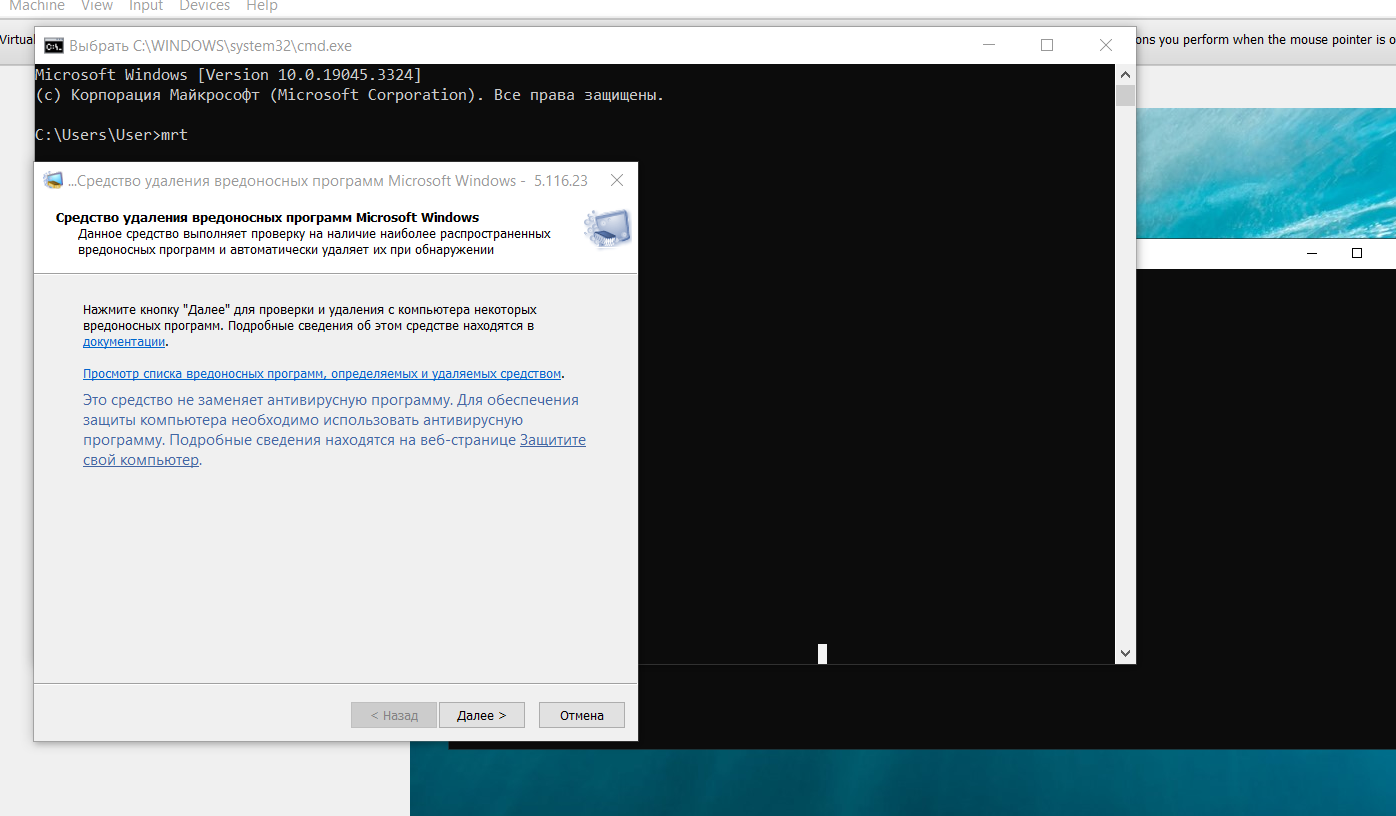 Machine View Input Devices Help
Virtual
ons you perform when the mouse pointer is o
Выбрать C:\WINDOWS\system32\cmd.exe
Microsoft Windows [Version 10.0.19045.3324]
(c) Корпорация Майкрософт (Microsoft Corporation). Все права защищены.
C:\Users\User>mrt
...Средство удаления вредоносных программ Microsoft Windows - 5.116.23
Средство удаления вредоносных программ Microsoft Windows
Данное средство выполняет проверку на наличие наиболее распространенных
вредоносных программ и автоматически удаляет их при обнаружении
Нажмите кнопку "Далее" для проверки и удаления с компьютера некоторых
вредоносных программ. Подробные сведения об этом средстве находятся в
документации.
Просмотр списка вредоносных программ, определяемых и удаляемых средством.
Это средство не заменяет антивирусную программу. Для обеспечения
защиты компьютера необходимо использовать антивирусную
программу. Подробные сведения находятся на веб-странице Защитите
свой компьютер.
< Назад Далее > Отмена